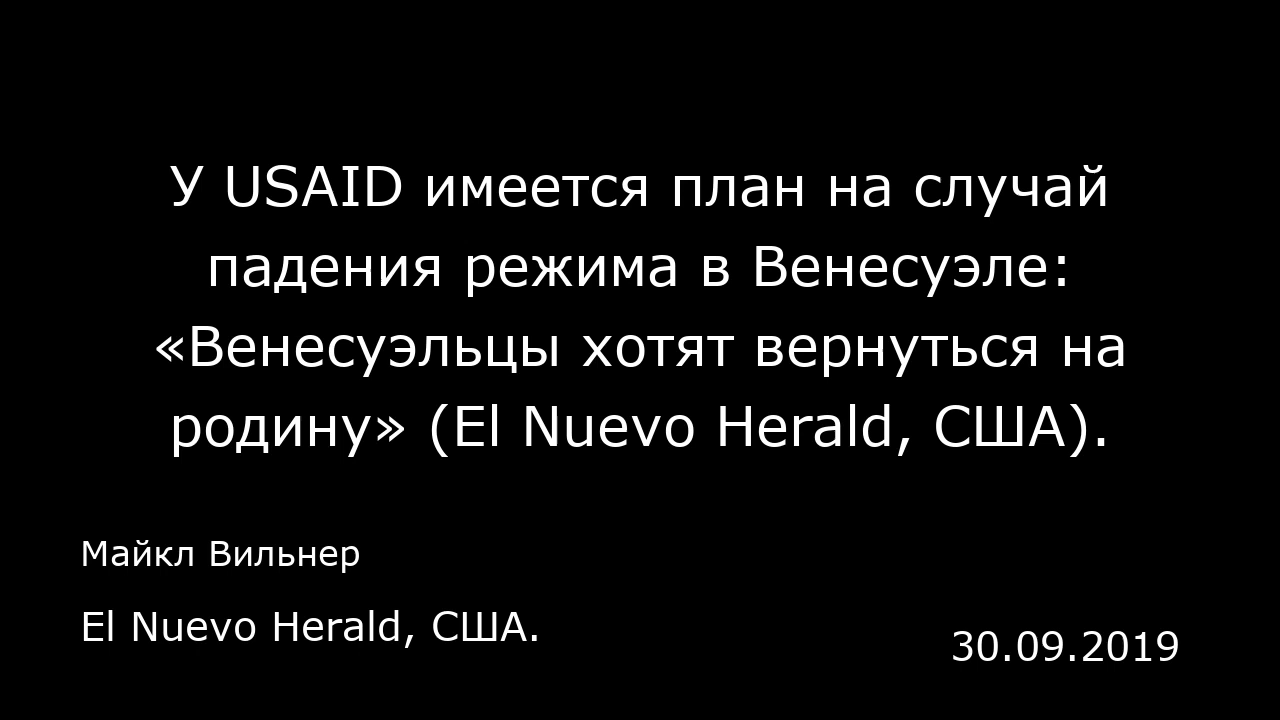 У USAID имеется план на случай
падения режима в Венесуэле:
«Венесуэльцы хотят вернуться на
родину» (El Nuevo Herald, США).
Майкл Вильнер
El Nuevo Herald, США.
30.09.2019